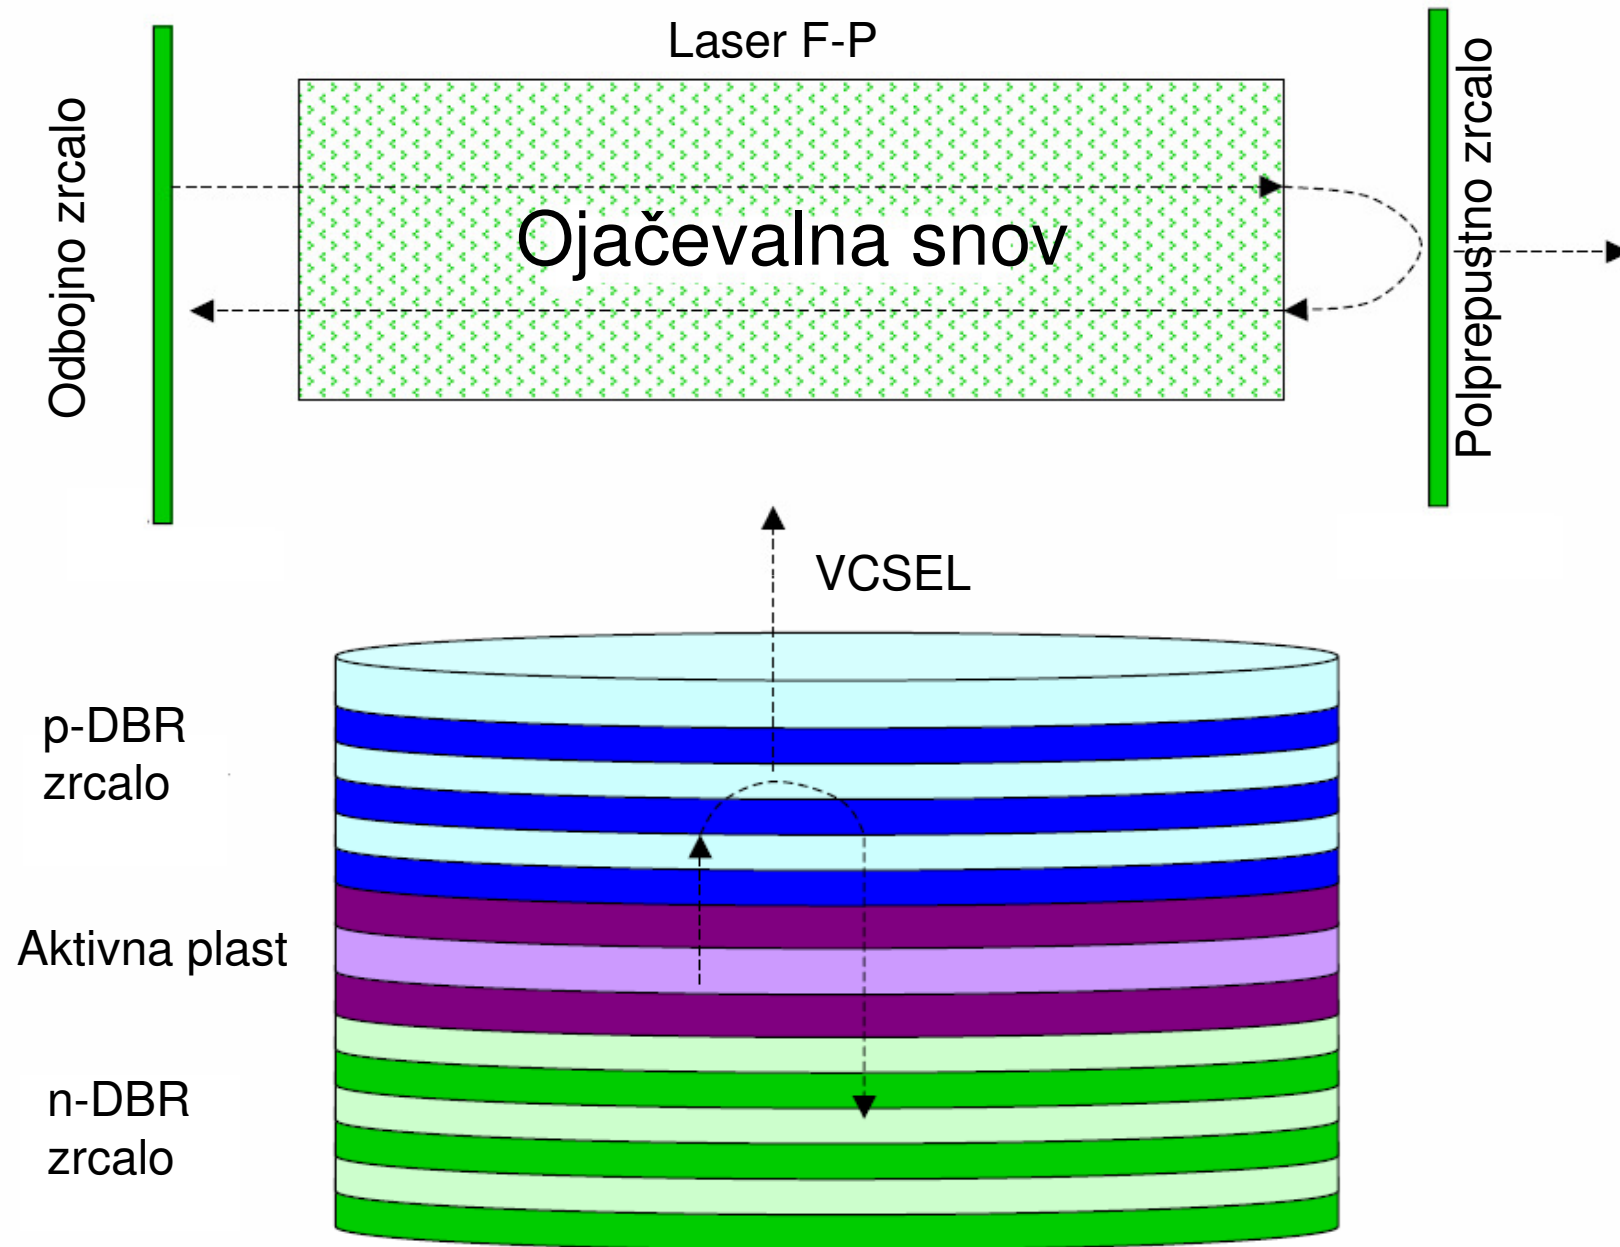 Laser F-P
Odbojno zrcalo
Ojačevalna snov
Polprepustno zrcalo
VCSEL
p-DBR
zrcalo
Aktivna plast
n-DBR
zrcalo